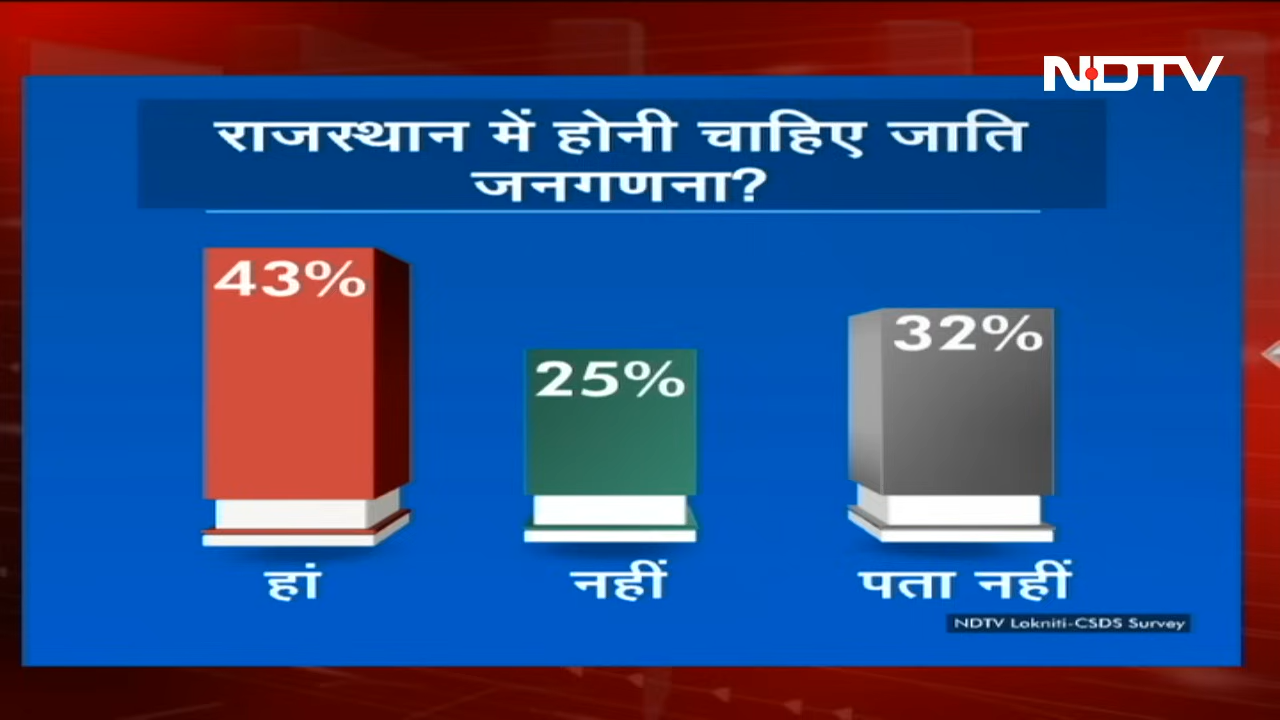 NDTV
राजस्थान में होनी चाहिए जाति
जनगणना?
43%
25%
32%
हां
नहीं
पता नहीं
NDTV Lokniti-CSDS Survey